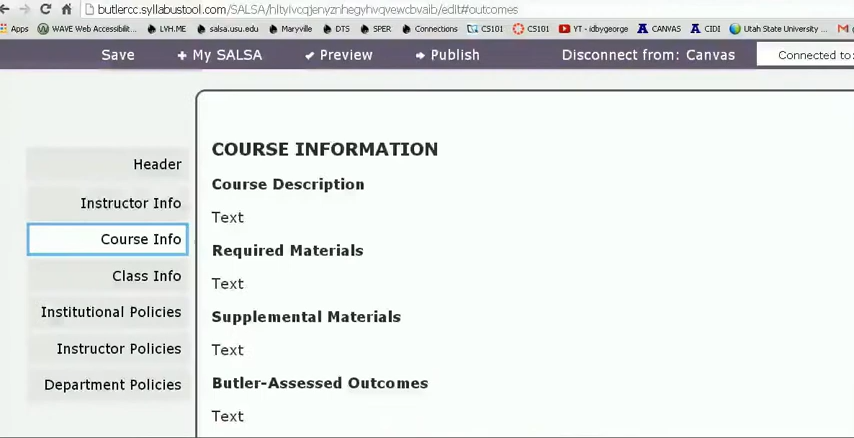 butlercc.syllabustool.com/SALSA/hltylvcqjenyznhegyhvqvewcbvaib/edit#outcomes
Apps WAVE Web Accessibilit... LVH.ME salsa.usu.edu Maryville DTS SPER Connections CS101 CS101 YT - idbygeorge CANVAS CIDI Utah State University ...
Save + My SALSA Preview Publish Disconnect from: Canvas Connected to:
COURSE INFORMATION
Header
Course Description
Instructor Info
Text
Course Info
Required Materials
Class Info
Text
Institutional Policies
Supplemental Materials
Instructor Policies
Text
Department Policies
Butler-Assessed Outcomes
Text